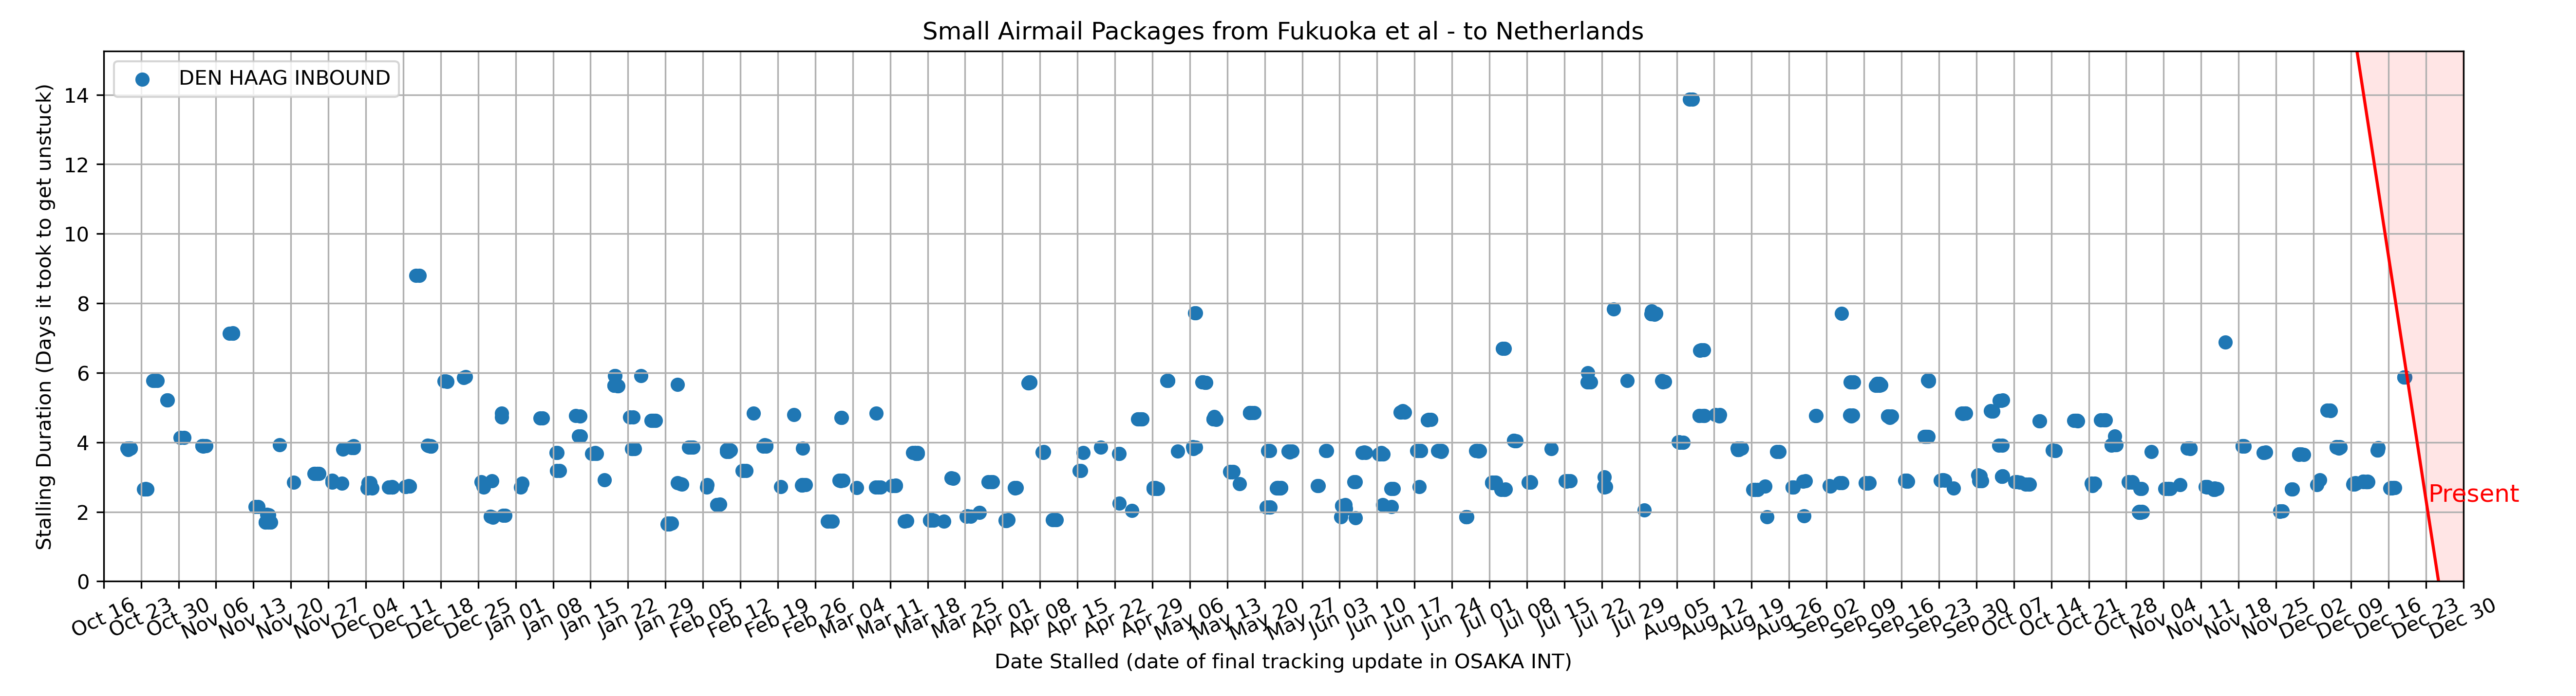 Small Airmail Packages from Fukuoka et al - to Netherlands
DEN HAAG INBOUND
Stalling Duration (Days it took to get unstuck)
14
12
10
8
6
4
2
0
Present
Oct 16
Oct 23
Oct 30
Nov 06
Nov 13
Nov 20
Nov 27
Dec 04
Dec 11
Dec 18
Dec 25
Jan 01
Jan 08
Jan 15
Jan 22
Jan 29
Feb 05
Feb 12
Feb 19
Feb 26
Mar 04
Mar 11
Mar 18
Mar 25
Apr 01
Apr 08
Apr 15
Apr 22
Apr 29
May 06
May 13
May 20
May 27
Jun 03
Jun 10
Jun 17
Jun 24
Jul 01
Jul 08
Jul 15
Jul 22
Jul 29
Aug 05
Aug 12
Aug 19
Aug 26
Sep 02
Sep 09
Sep 16
Sep 23
Sep 30
Oct 07
Oct 14
Oct 21
Oct 28
Nov 04
Nov 11
Nov 18
Nov 25
Dec 02
Dec 09
Dec 16
Dec 23
Dec 30
Date Stalled (date of final tracking update in OSAKA INT)